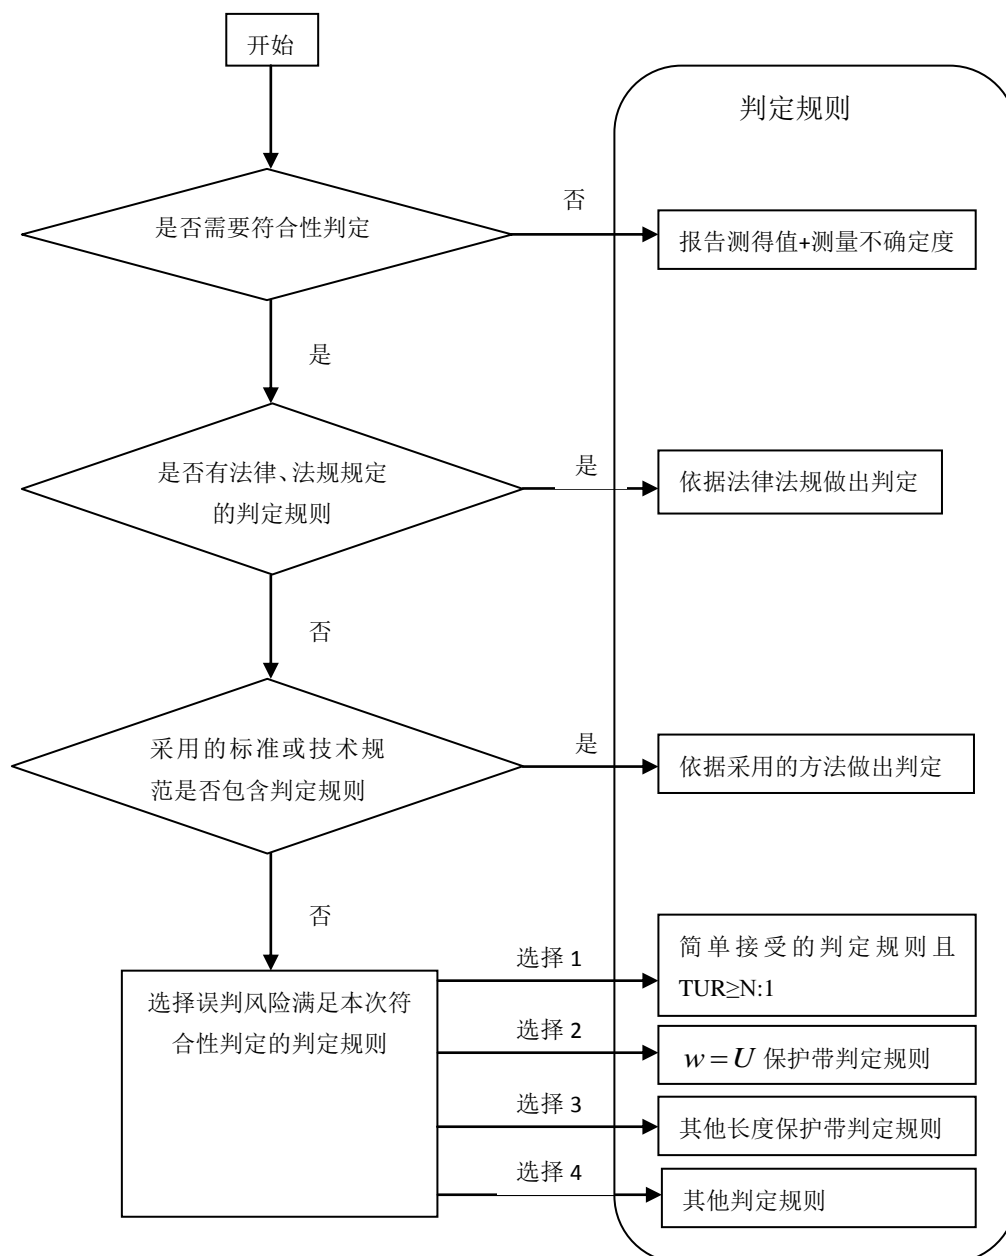 开始
判定规则
是否需要符合性判定
否
报告测得值+测量不确定度
是
是否有法律、法规规定
的判定规则
是
依据法律法规做出判定
否
采用的标准或技术规
范是否包含判定规则
是
依据采用的方法做出判定
否
选择误判风险满足本次符
合性判定的判定规则
选择 1
简单接受的判定规则且
TUR≥N:1
选择 2
w=U 保护带判定规则
选择 3
其他长度保护带判定规则
选择 4
其他判定规则